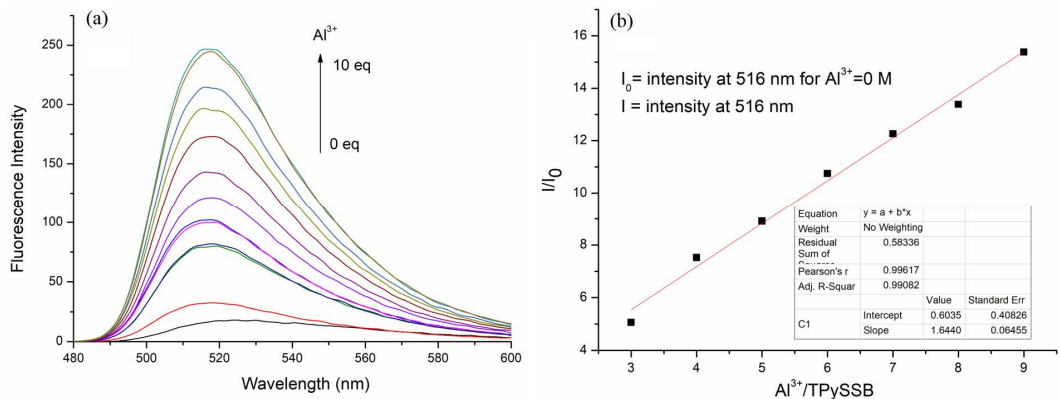 (a)
Al³⁺
10 eq
0 eq
250
200
150
100
50
0
480
500
520
540
560
580
600
Fluorescence Intensity
Wavelength (nm)
(b)
I₀= intensity at 516 nm for Al³⁺=0 M
I = intensity at 516 nm
16
14
12
10
8
6
4
I/I₀
Equation y = a + b*x
Weight No Weighting
Residual 0.58336
Sum of
Pearson's r 0.99617
Adj. R-Squar 0.99082
Value Standard Err
C1 Intercept 0.6035 0.40826
Slope 1.6440 0.06455
3
4
5
6
7
8
9
Al³⁺/TPySSB